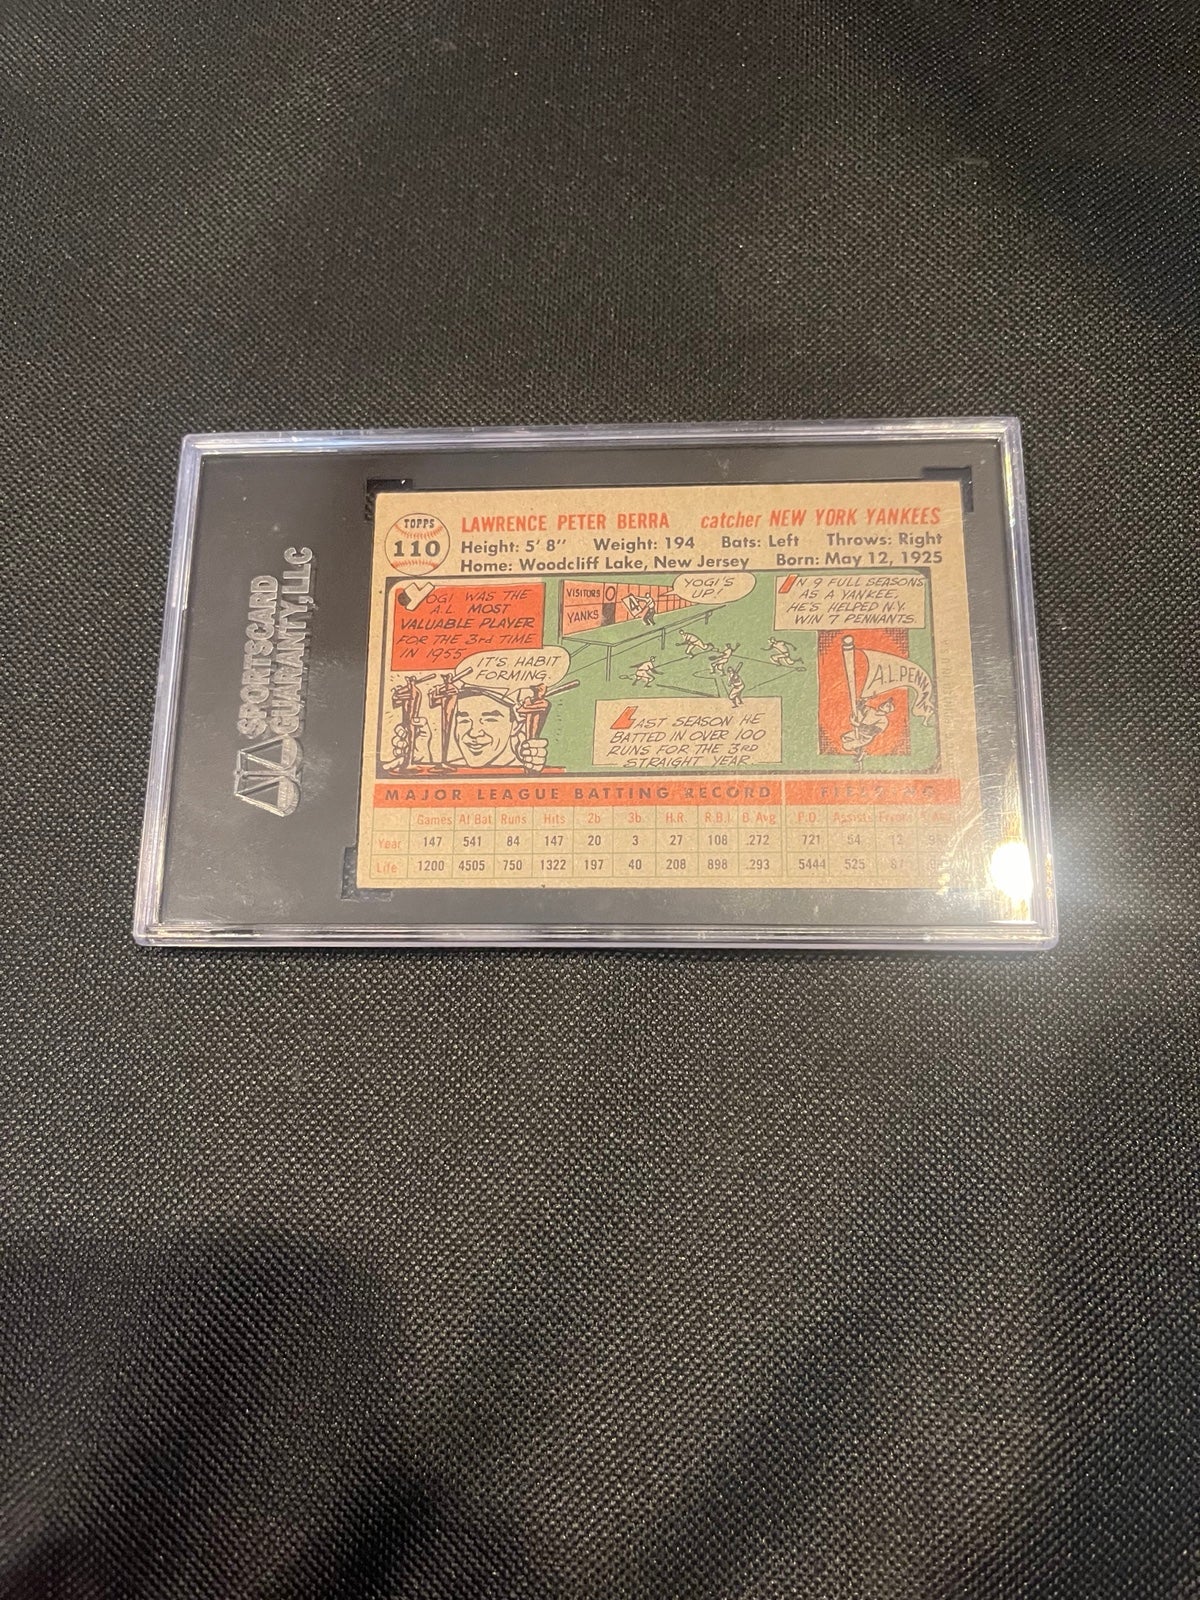 SPORTSCARD
GUARANTY, LLC
TOPPS
110
LAWRENCE PETER BERRA catcher NEW YORK YANKEES
Height: 5' 8" Weight: 194 Bats: Left Throws: Right
Home: Woodcliff Lake, New Jersey Born: May 12, 1925
YOGI WAS THE
A.L. MOST
VALUABLE PLAYER
FOR THE 3rd TIME
IN 1955
IT'S HABIT
FORMING.
VISITORS 0
YANKS
YOGI'S
UP!
LAST SEASON HE
BATTED IN OVER 100
RUNS FOR THE 3RD
STRAIGHT YEAR
IN 9 FULL SEASONS
AS A YANKEE,
HE'S HELPED N.Y.
WIN 7 PENNANTS.
A.L. PENN
MAJOR LEAGUE BATTING RECORD
Games At Bat Runs Hits 2b 3b H.R. R.B.I. B. Avg P.O. Assists
Year 147 541 84 147 20 3 27 108 .272 721 54 12
Life 1200 4505 750 1322 197 40 208 898 .293 5444 525